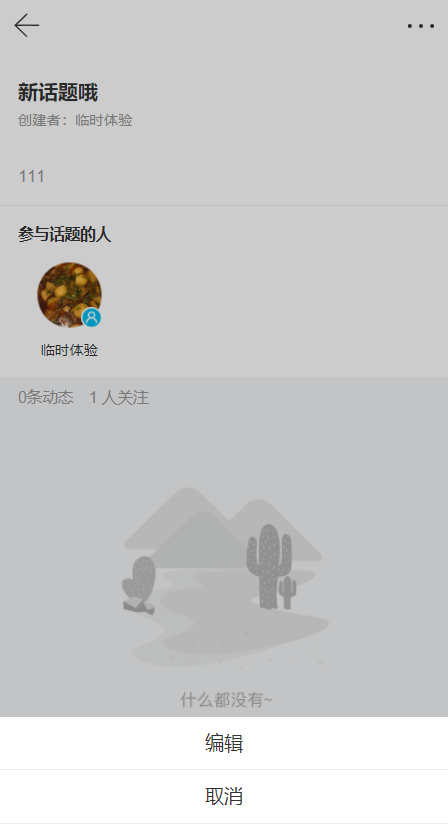 新话题哦
创建者：临时体验
111
参与话题的人
临时体验
0条动态 1 人关注
什么都没有~
编辑
取消